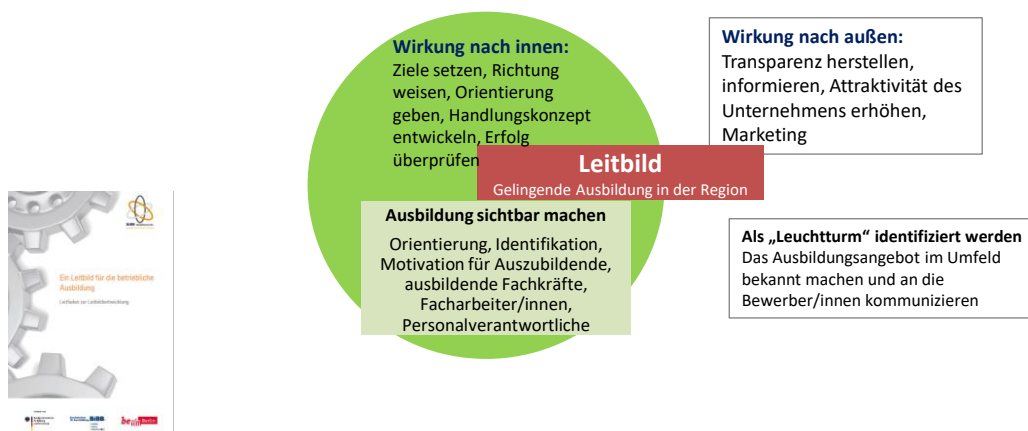 Wirkung nach innen:
Ziele setzen, Richtung
weisen, Orientierung
geben, Handlungskonzept
entwickeln, Erfolg
überprüfen
Wirkung nach außen:
Transparenz herstellen,
informieren, Attraktivität des
Unternehmens erhöhen,
Marketing
Leitbild
Gelingende Ausbildung in der Region
Ausbildung sichtbar machen
Orientierung, Identifikation,
Motivation für Auszubildende,
ausbildende Fachkräfte,
Facharbeiter/innen,
Personalverantwortliche
Als „Leuchtturm“ identifiziert werden
Das Ausbildungsangebot im Umfeld
bekannt machen und an die
Bewerber/innen kommunizieren
Ein Leitbild für die betriebliche
Ausbildung
Leitfaden zur Leitbildentwicklung
BiBB
be Berlin